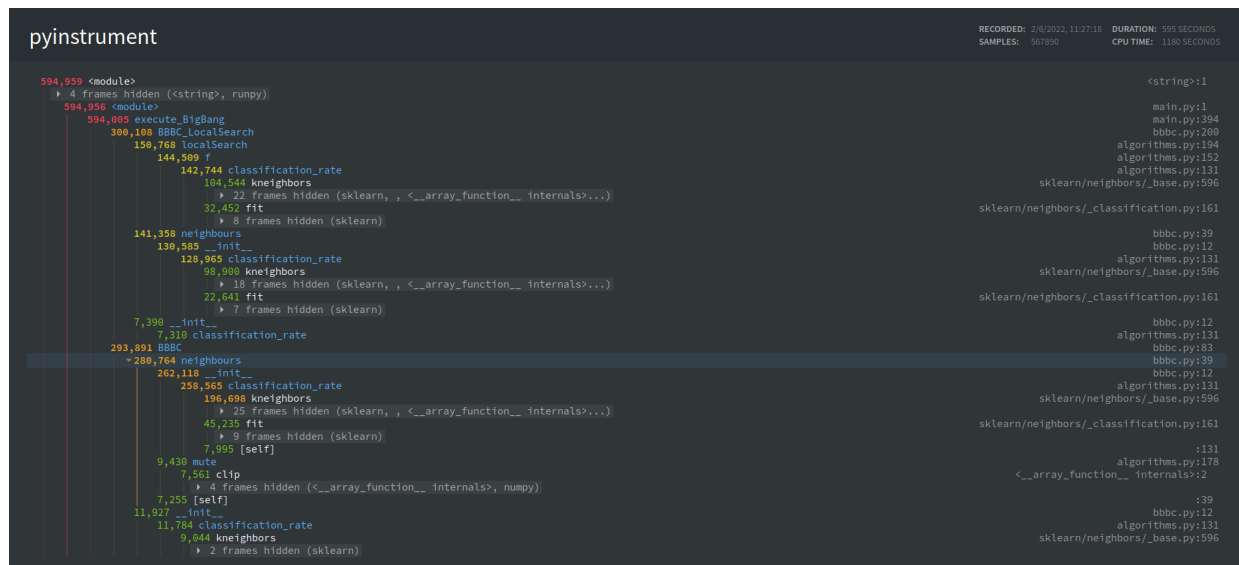 pyinstrument
RECORDED: 2/6/2022, 11:27:18 DURATION: 595 SECONDS
SAMPLES: 567890 CPU TIME: 1180 SECONDS
594,959 <module> <string>:1
4 frames hidden (<string>, runpy)
594,956 <module> main.py:1
594,005 execute_BigBang main.py:394
300,108 BBBC_LocalSearch bbbc.py:200
150,768 localSearch algorithms.py:194
144,509 f algorithms.py:152
142,744 classification_rate algorithms.py:131
104,544 kneighbors sklearn/neighbors/_base.py:596
22 frames hidden (sklearn, , <__array_function__ internals>...)
32,452 fit sklearn/neighbors/_classification.py:161
8 frames hidden (sklearn)
141,358 neighbours bbbc.py:39
130,585 __init__ bbbc.py:12
128,965 classification_rate algorithms.py:131
98,900 kneighbors sklearn/neighbors/_base.py:596
18 frames hidden (sklearn, , <__array_function__ internals>...)
22,641 fit sklearn/neighbors/_classification.py:161
7 frames hidden (sklearn)
7,390 __init__ bbbc.py:12
7,310 classification_rate algorithms.py:131
293,891 BBBC bbbc.py:83
280,764 neighbours bbbc.py:39
262,118 __init__ bbbc.py:12
258,565 classification_rate algorithms.py:131
196,698 kneighbors sklearn/neighbors/_base.py:596
25 frames hidden (sklearn, , <__array_function__ internals>...)
45,235 fit sklearn/neighbors/_classification.py:161
9 frames hidden (sklearn)
7,995 [self] :131
9,430 mute algorithms.py:178
7,561 clip <__array_function__ internals>:2
4 frames hidden (<__array_function__ internals>, numpy)
7,255 [self] :39
11,927 __init__ bbbc.py:12
11,784 classification_rate algorithms.py:131
9,044 kneighbors sklearn/neighbors/_base.py:596
2 frames hidden (sklearn)